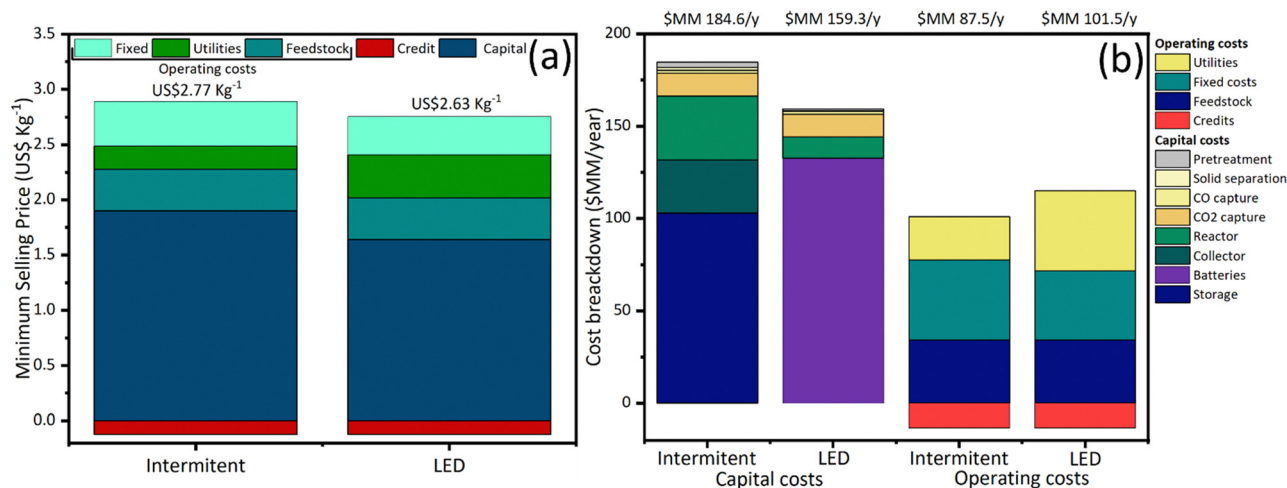 Fixed Utilities Feedstock Credit Capital
Operating costs
(a)
US$2.77 Kg⁻¹
US$2.63 Kg⁻¹
Minimum Selling Price (US$ Kg⁻¹)
3.5
3.0
2.5
2.0
1.5
1.0
0.5
0.0
Intermitent LED
$MM 184.6/y $MM 159.3/y $MM 87.5/y $MM 101.5/y
(b)
Cost breackdown ($MM/year)
200
150
100
50
0
Intermitent LED Intermitent LED
Capital costs Operating costs
Operating costs
Utilities
Fixed costs
Feedstock
Credits
Capital costs
Pretreatment
Solid separation
CO capture
CO2 capture
Reactor
Collector
Batteries
Storage